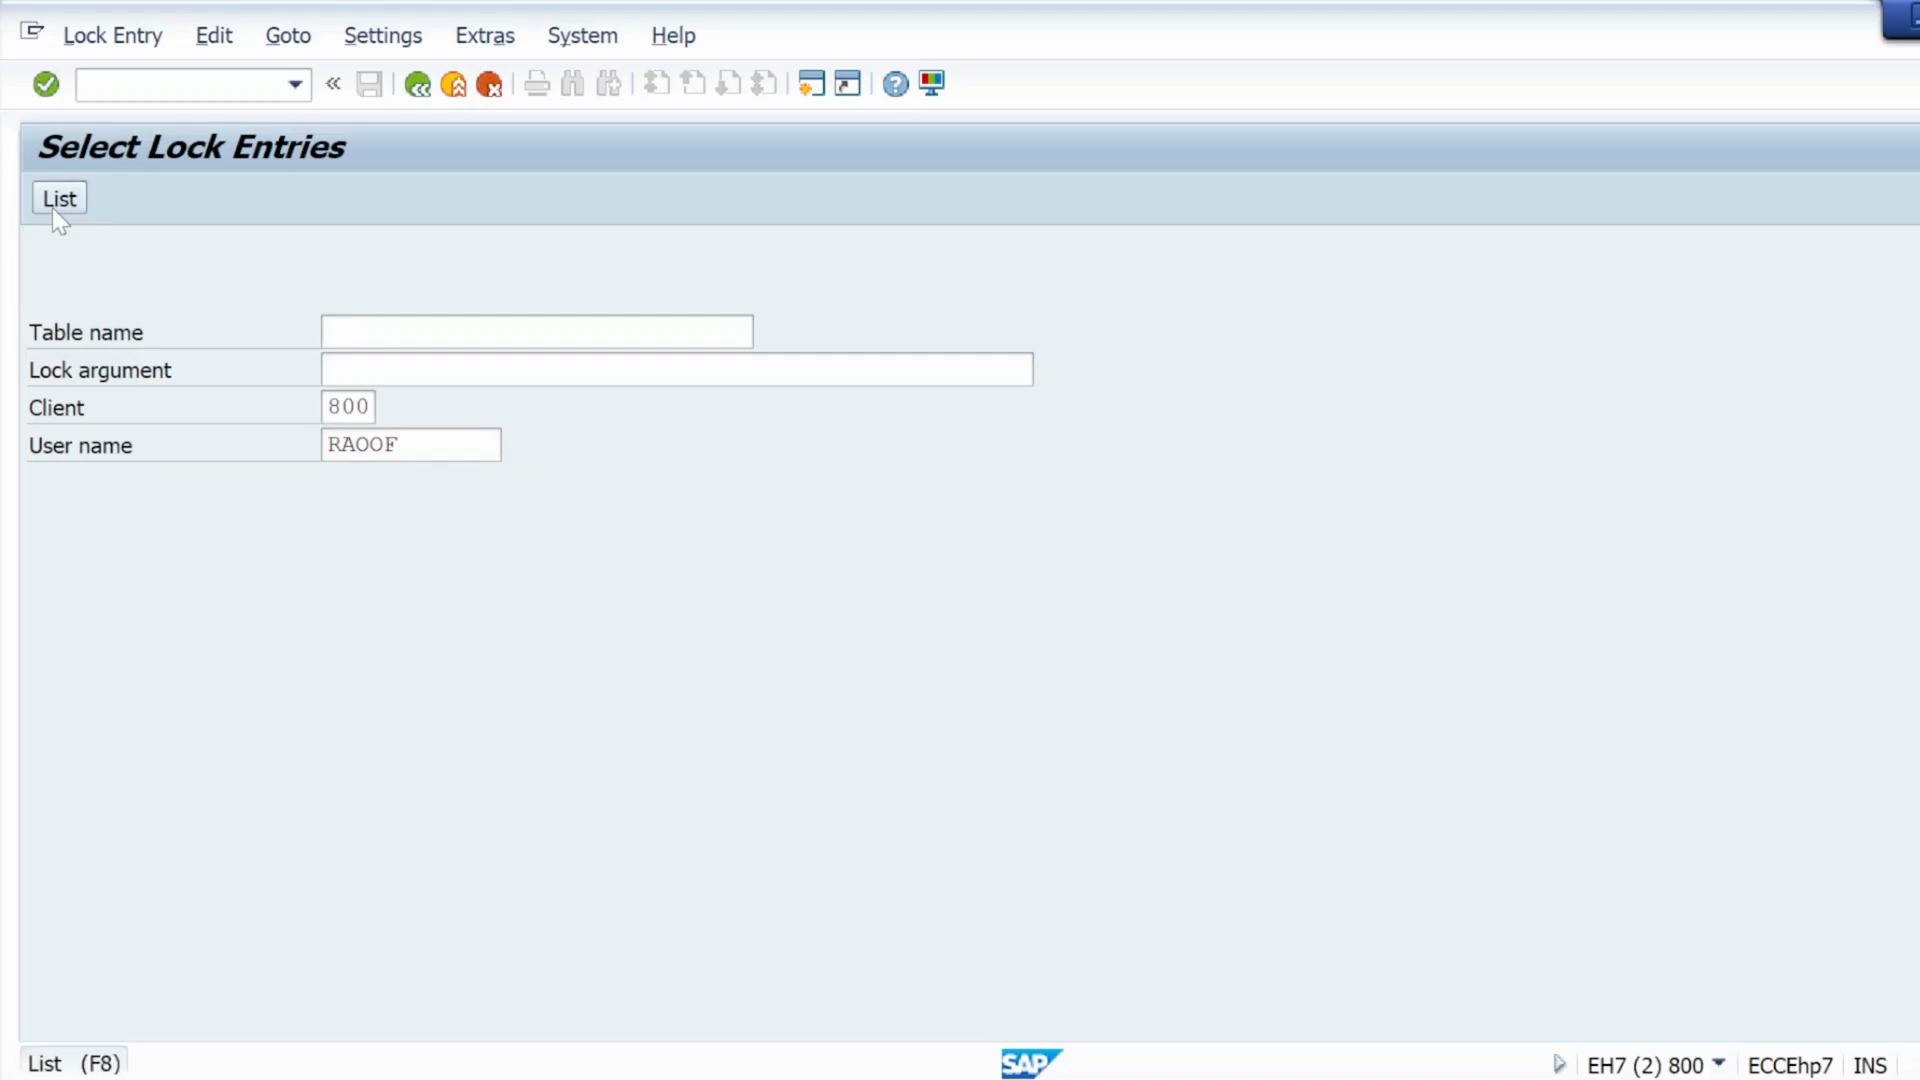 Lock Entry Edit Goto Settings Extras System Help
Select Lock Entries
List
Table name
Lock argument
Client 800
User name RAOOF
List (F8) SAP EH7 (2) 800 ECCEhp7 INS